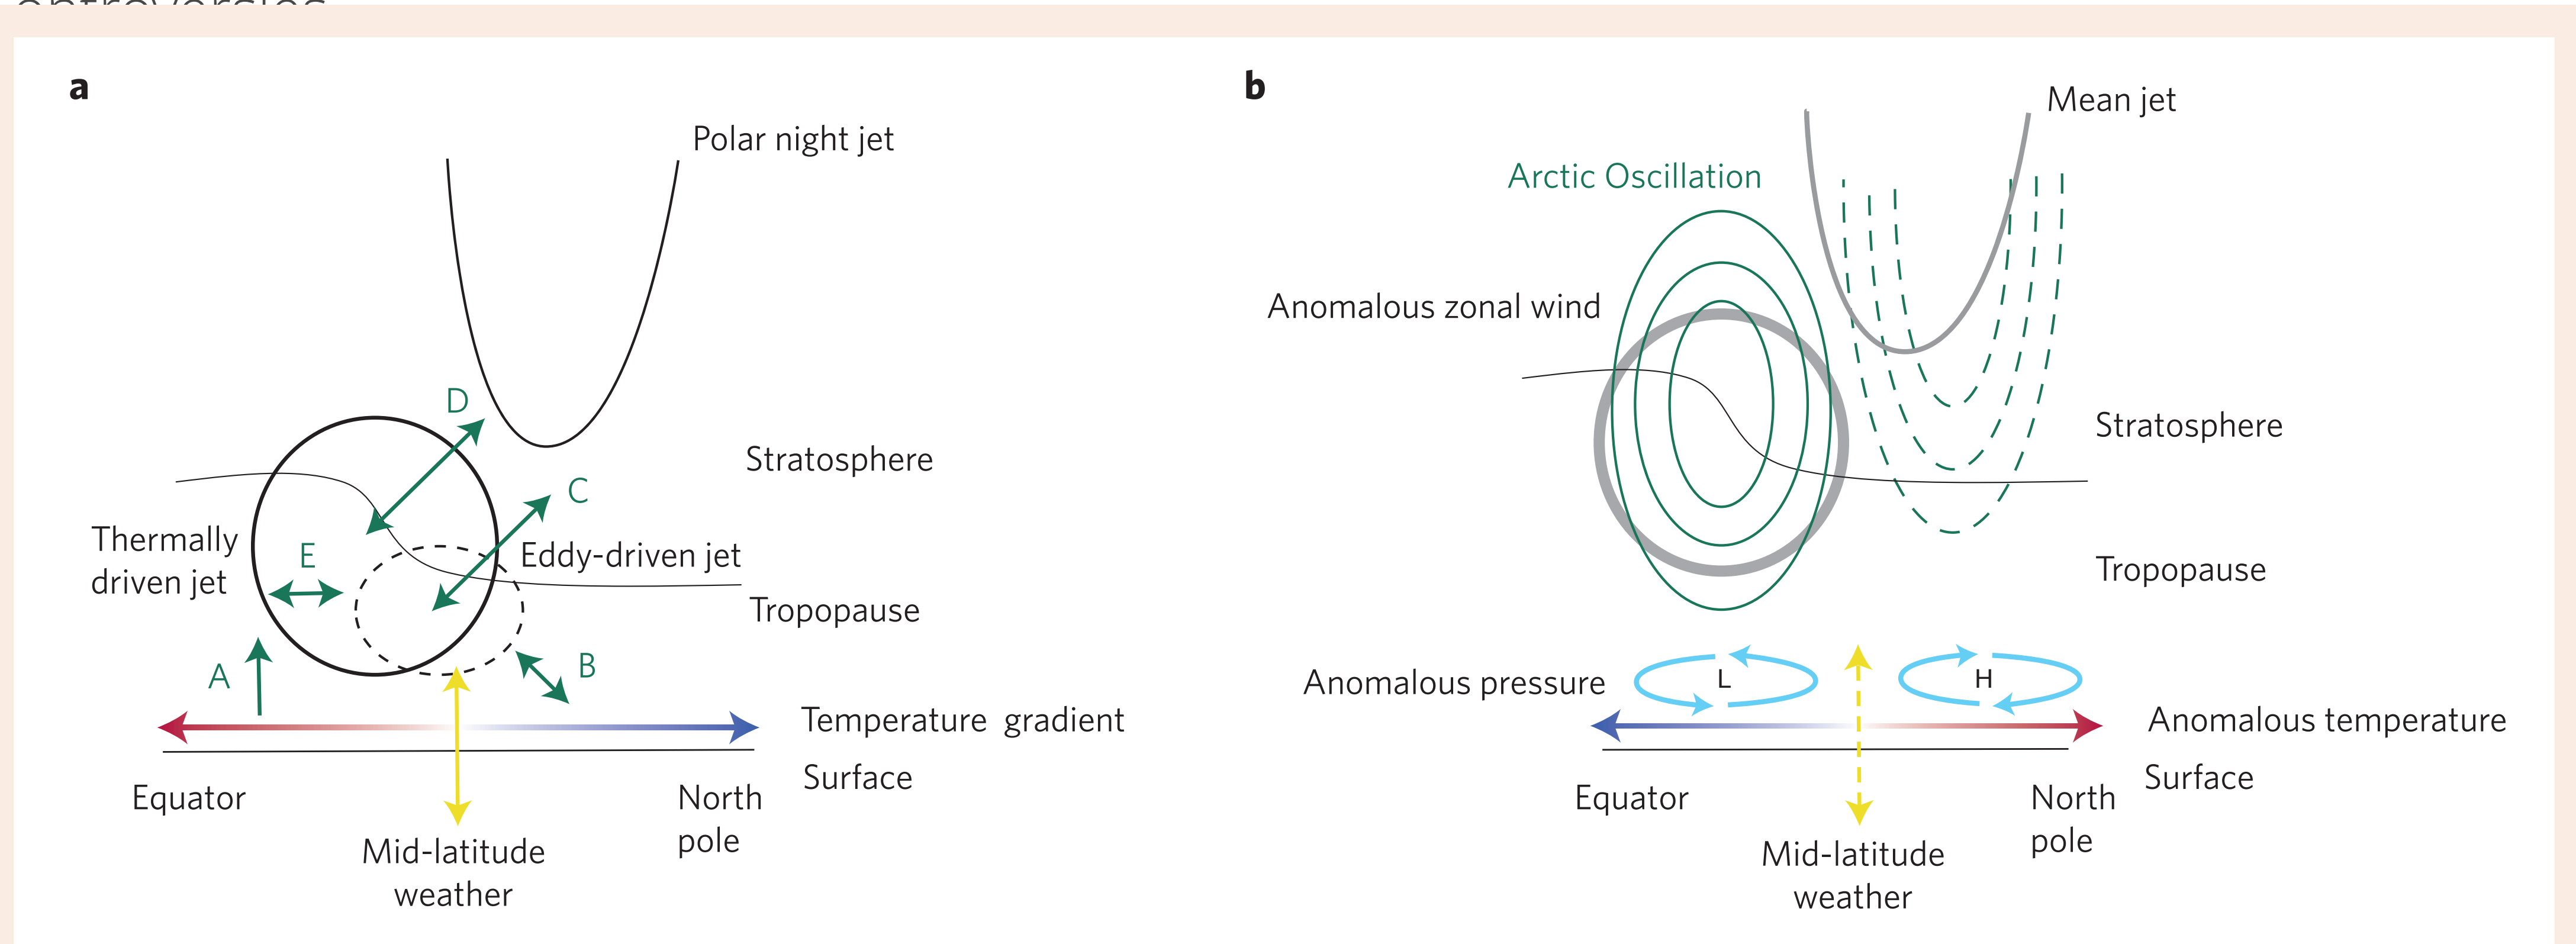 a
Polar night jet
D
C
Stratosphere
Thermally
driven jet
E
Eddy-driven jet
Tropopause
A
B
Temperature gradient
Surface
Equator
North
pole
Mid-latitude
weather
b
Mean jet
Arctic Oscillation
Anomalous zonal wind
Stratosphere
Tropopause
Anomalous pressure
L
H
Anomalous temperature
Surface
Equator
North
pole
Mid-latitude
weather